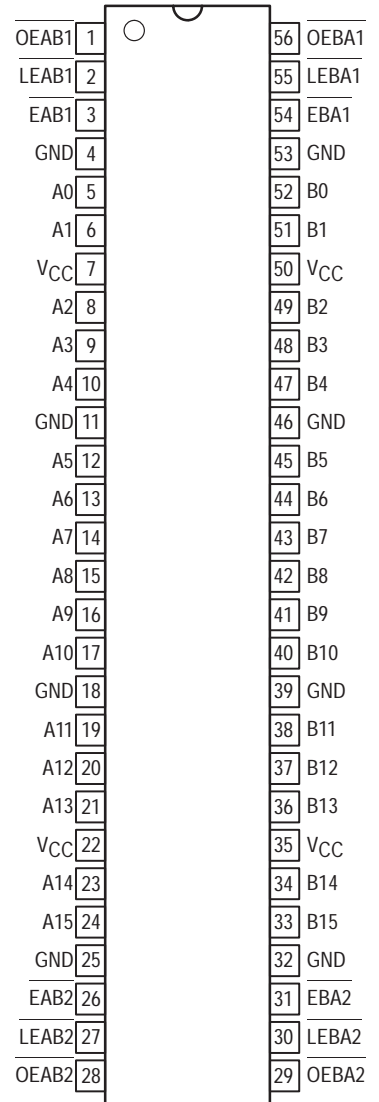 OEAB1 1 56 OEBA1
LEAB1 2 55 LEBA1
EAB1 3 54 EBA1
GND 4 53 GND
A0 5 52 B0
A1 6 51 B1
VCC 7 50 VCC
A2 8 49 B2
A3 9 48 B3
A4 10 47 B4
GND 11 46 GND
A5 12 45 B5
A6 13 44 B6
A7 14 43 B7
A8 15 42 B8
A9 16 41 B9
A10 17 40 B10
GND 18 39 GND
A11 19 38 B11
A12 20 37 B12
A13 21 36 B13
VCC 22 35 VCC
A14 23 34 B14
A15 24 33 B15
GND 25 32 GND
EAB2 26 31 EBA2
LEAB2 27 30 LEBA2
OEAB2 28 29 OEBA2